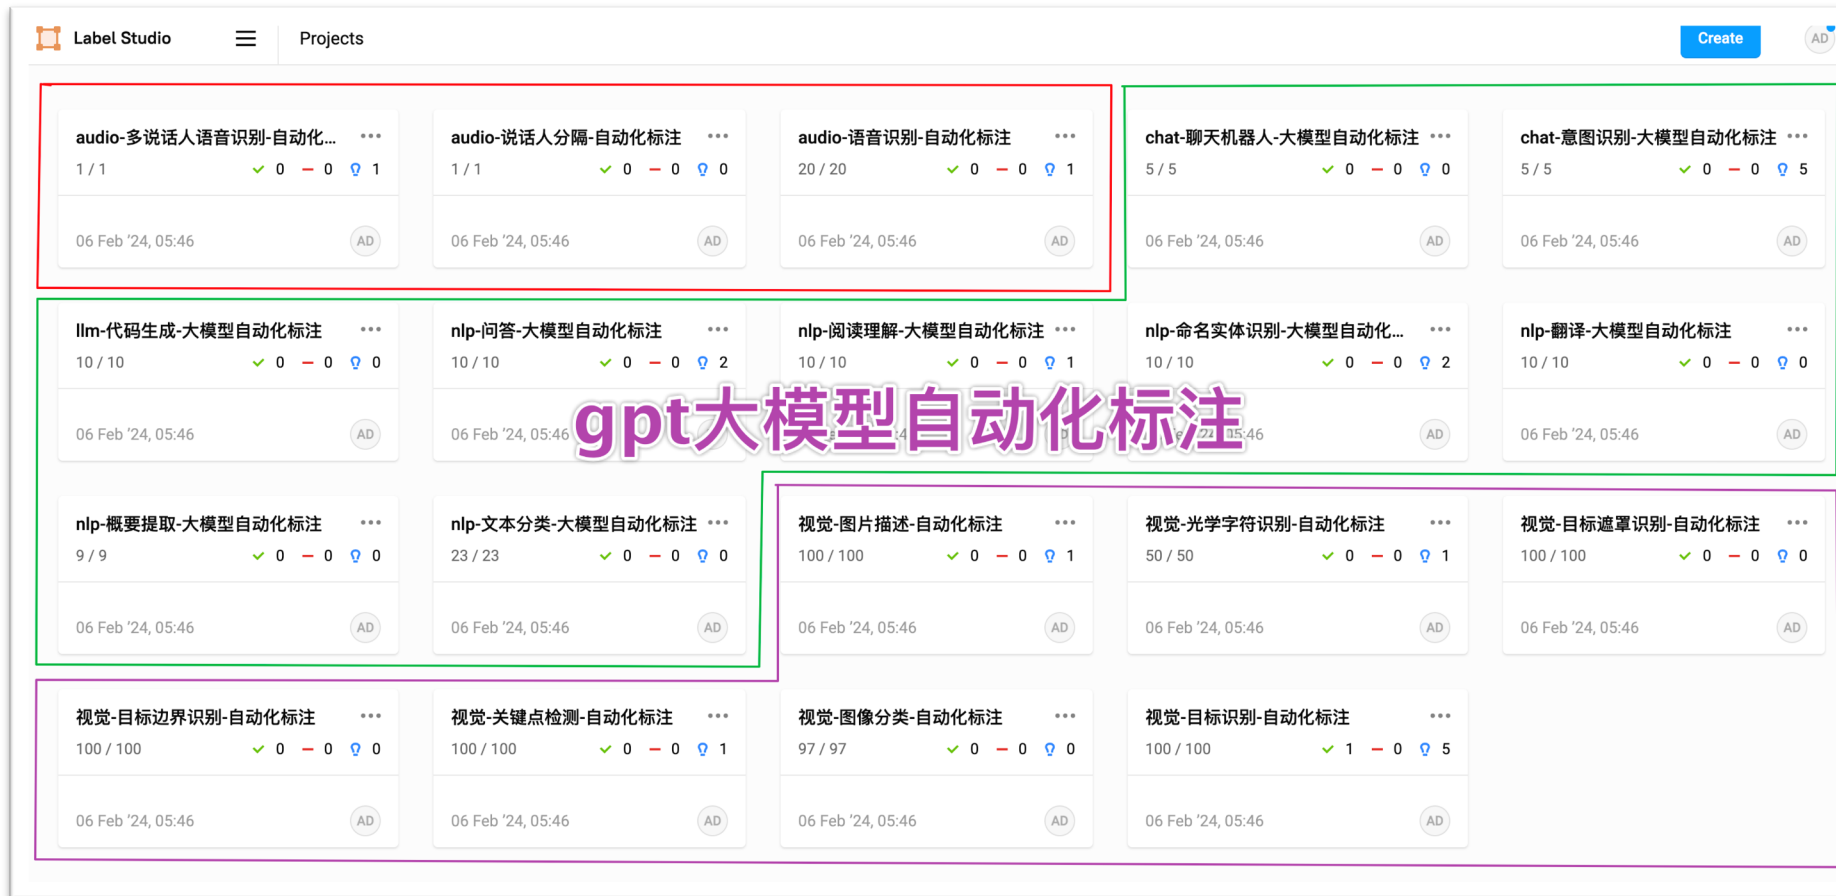 Label Studio
Projects
Create
AD
audio-多说话人语音识别-自动化...
1 / 1
0
0
1
06 Feb '24, 05:46
AD
audio-说话人分隔-自动化标注
1 / 1
0
0
0
06 Feb '24, 05:46
AD
audio-语音识别-自动化标注
20 / 20
0
0
1
06 Feb '24, 05:46
AD
chat-聊天机器人-大模型自动化标注
5 / 5
0
0
0
06 Feb '24, 05:46
AD
chat-意图识别-大模型自动化标注
5 / 5
0
0
5
06 Feb '24, 05:46
AD
llm-代码生成-大模型自动化标注
10 / 10
0
0
0
06 Feb '24, 05:46
AD
nlp-问答-大模型自动化标注
10 / 10
0
0
2
06 Feb
nlp-阅读理解-大模型自动化标注
10 / 10
0
0
1
nlp-命名实体识别-大模型自动化...
10 / 10
0
0
2
AD
nlp-翻译-大模型自动化标注
10 / 10
0
0
0
06 Feb '24, 05:46
AD
gpt大模型自动化标注
nlp-概要提取-大模型自动化标注
9 / 9
0
0
0
06 Feb '24, 05:46
AD
nlp-文本分类-大模型自动化标注
23 / 23
0
0
0
06 Feb '24, 05:46
AD
视觉-图片描述-自动化标注
100 / 100
0
0
1
06 Feb '24, 05:46
AD
视觉-光学字符识别-自动化标注
50 / 50
0
0
1
06 Feb '24, 05:46
AD
视觉-目标遮罩识别-自动化标注
100 / 100
0
0
0
06 Feb '24, 05:46
AD
视觉-目标边界识别-自动化标注
100 / 100
0
0
0
06 Feb '24, 05:46
AD
视觉-关键点检测-自动化标注
100 / 100
0
0
1
06 Feb '24, 05:46
AD
视觉-图像分类-自动化标注
97 / 97
0
0
0
06 Feb '24, 05:46
AD
视觉-目标识别-自动化标注
100 / 100
1
0
5
06 Feb '24, 05:46
AD